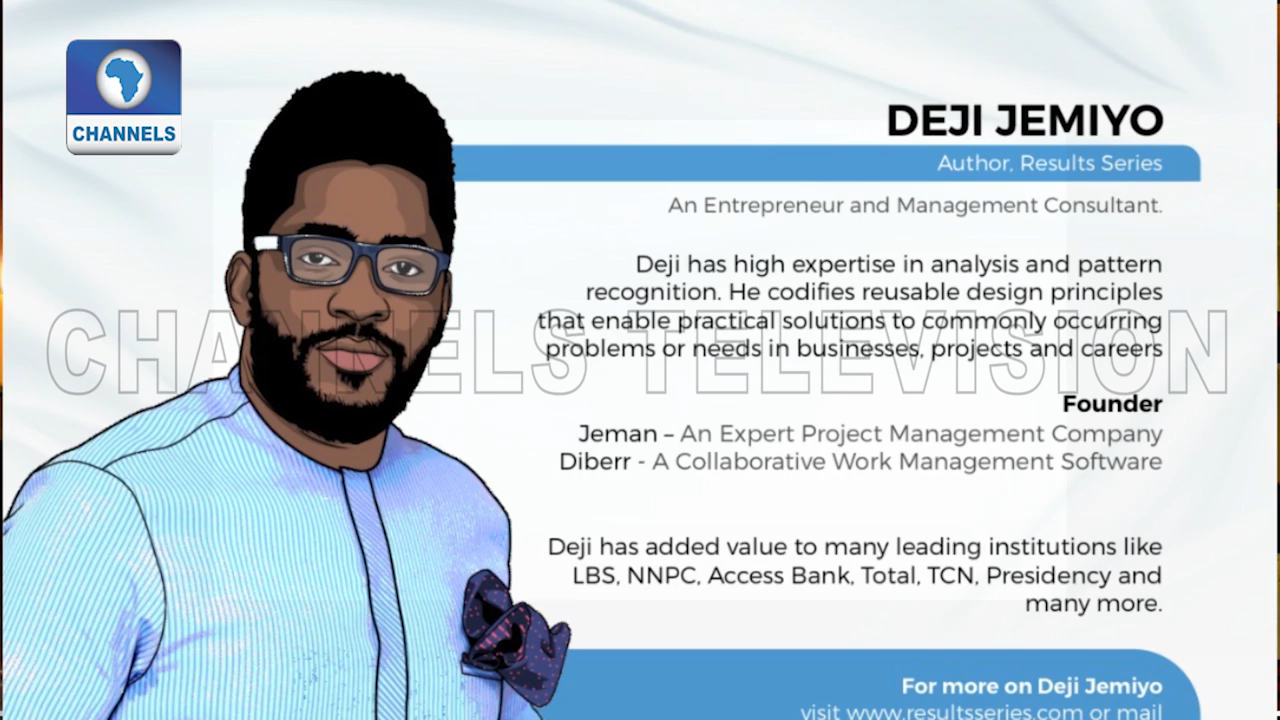 CHANNELS
DEJI JEMIYO
Author, Results Series
An Entrepreneur and Management Consultant.
Deji has high expertise in analysis and pattern
recognition. He codifies reusable design principles
that enable practical solutions to commonly occurring
problems or needs in businesses, projects and careers
CHANNELS TELEVISION
Founder
Jeman – An Expert Project Management Company
Diberr - A Collaborative Work Management Software
Deji has added value to many leading institutions like
LBS, NNPC, Access Bank, Total, TCN, Presidency and
many more.
For more on Deji Jemiyo
visit www.resultsseries.com or mail